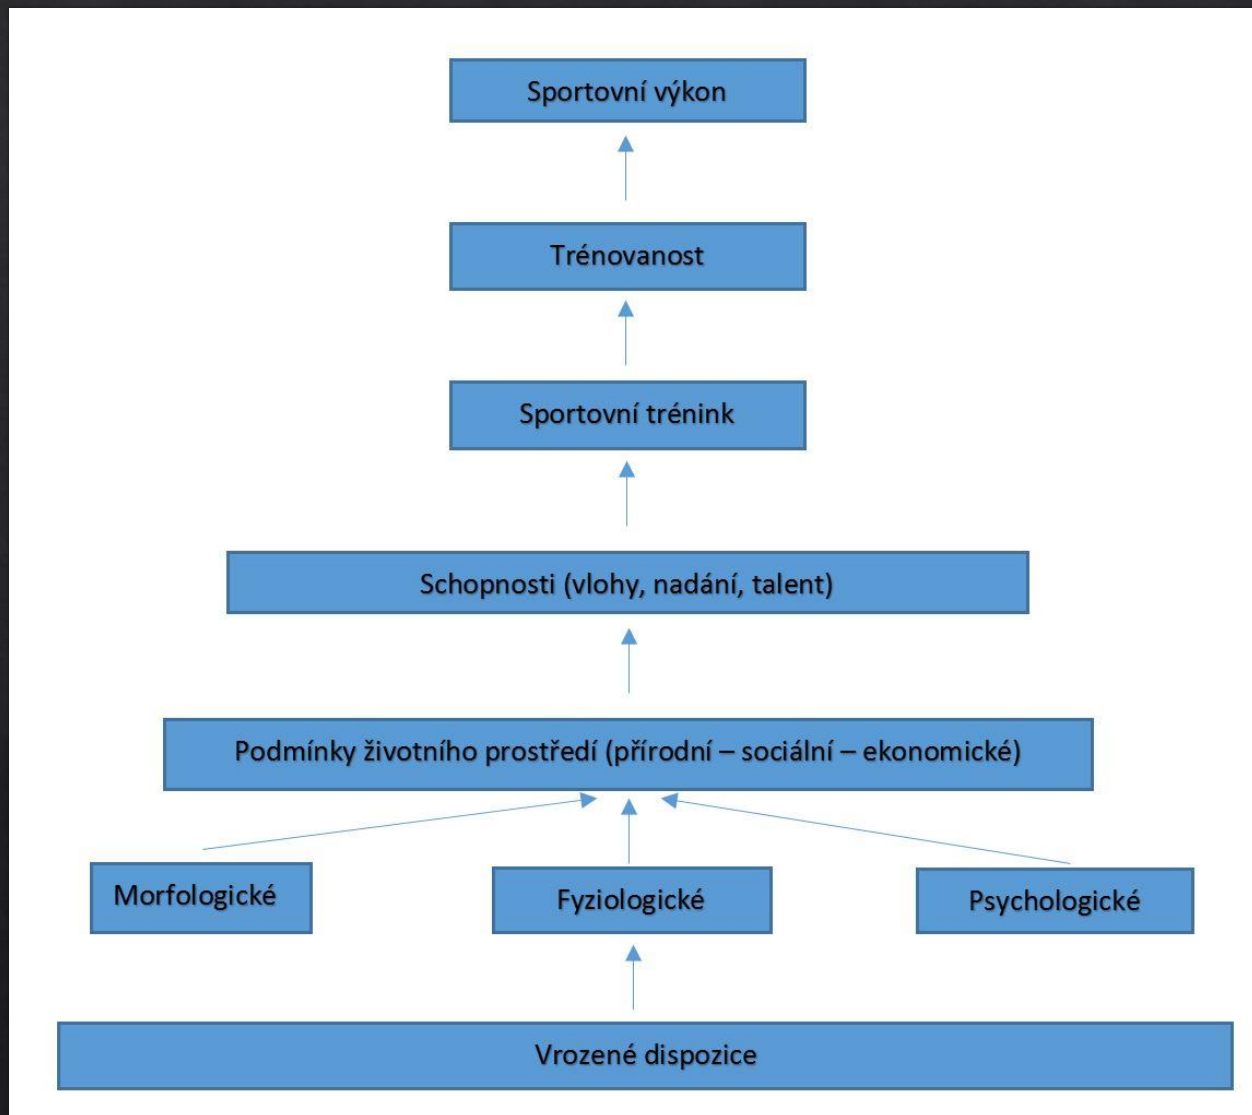 Sportovní výkon
Trénovanost
Sportovní trénink
Schopnosti (vlohy, nadání, talent)
Podmínky životního prostředí (přírodní – sociální – ekonomické)
Morfologické
Fyziologické
Psychologické
Vrozené dispozice